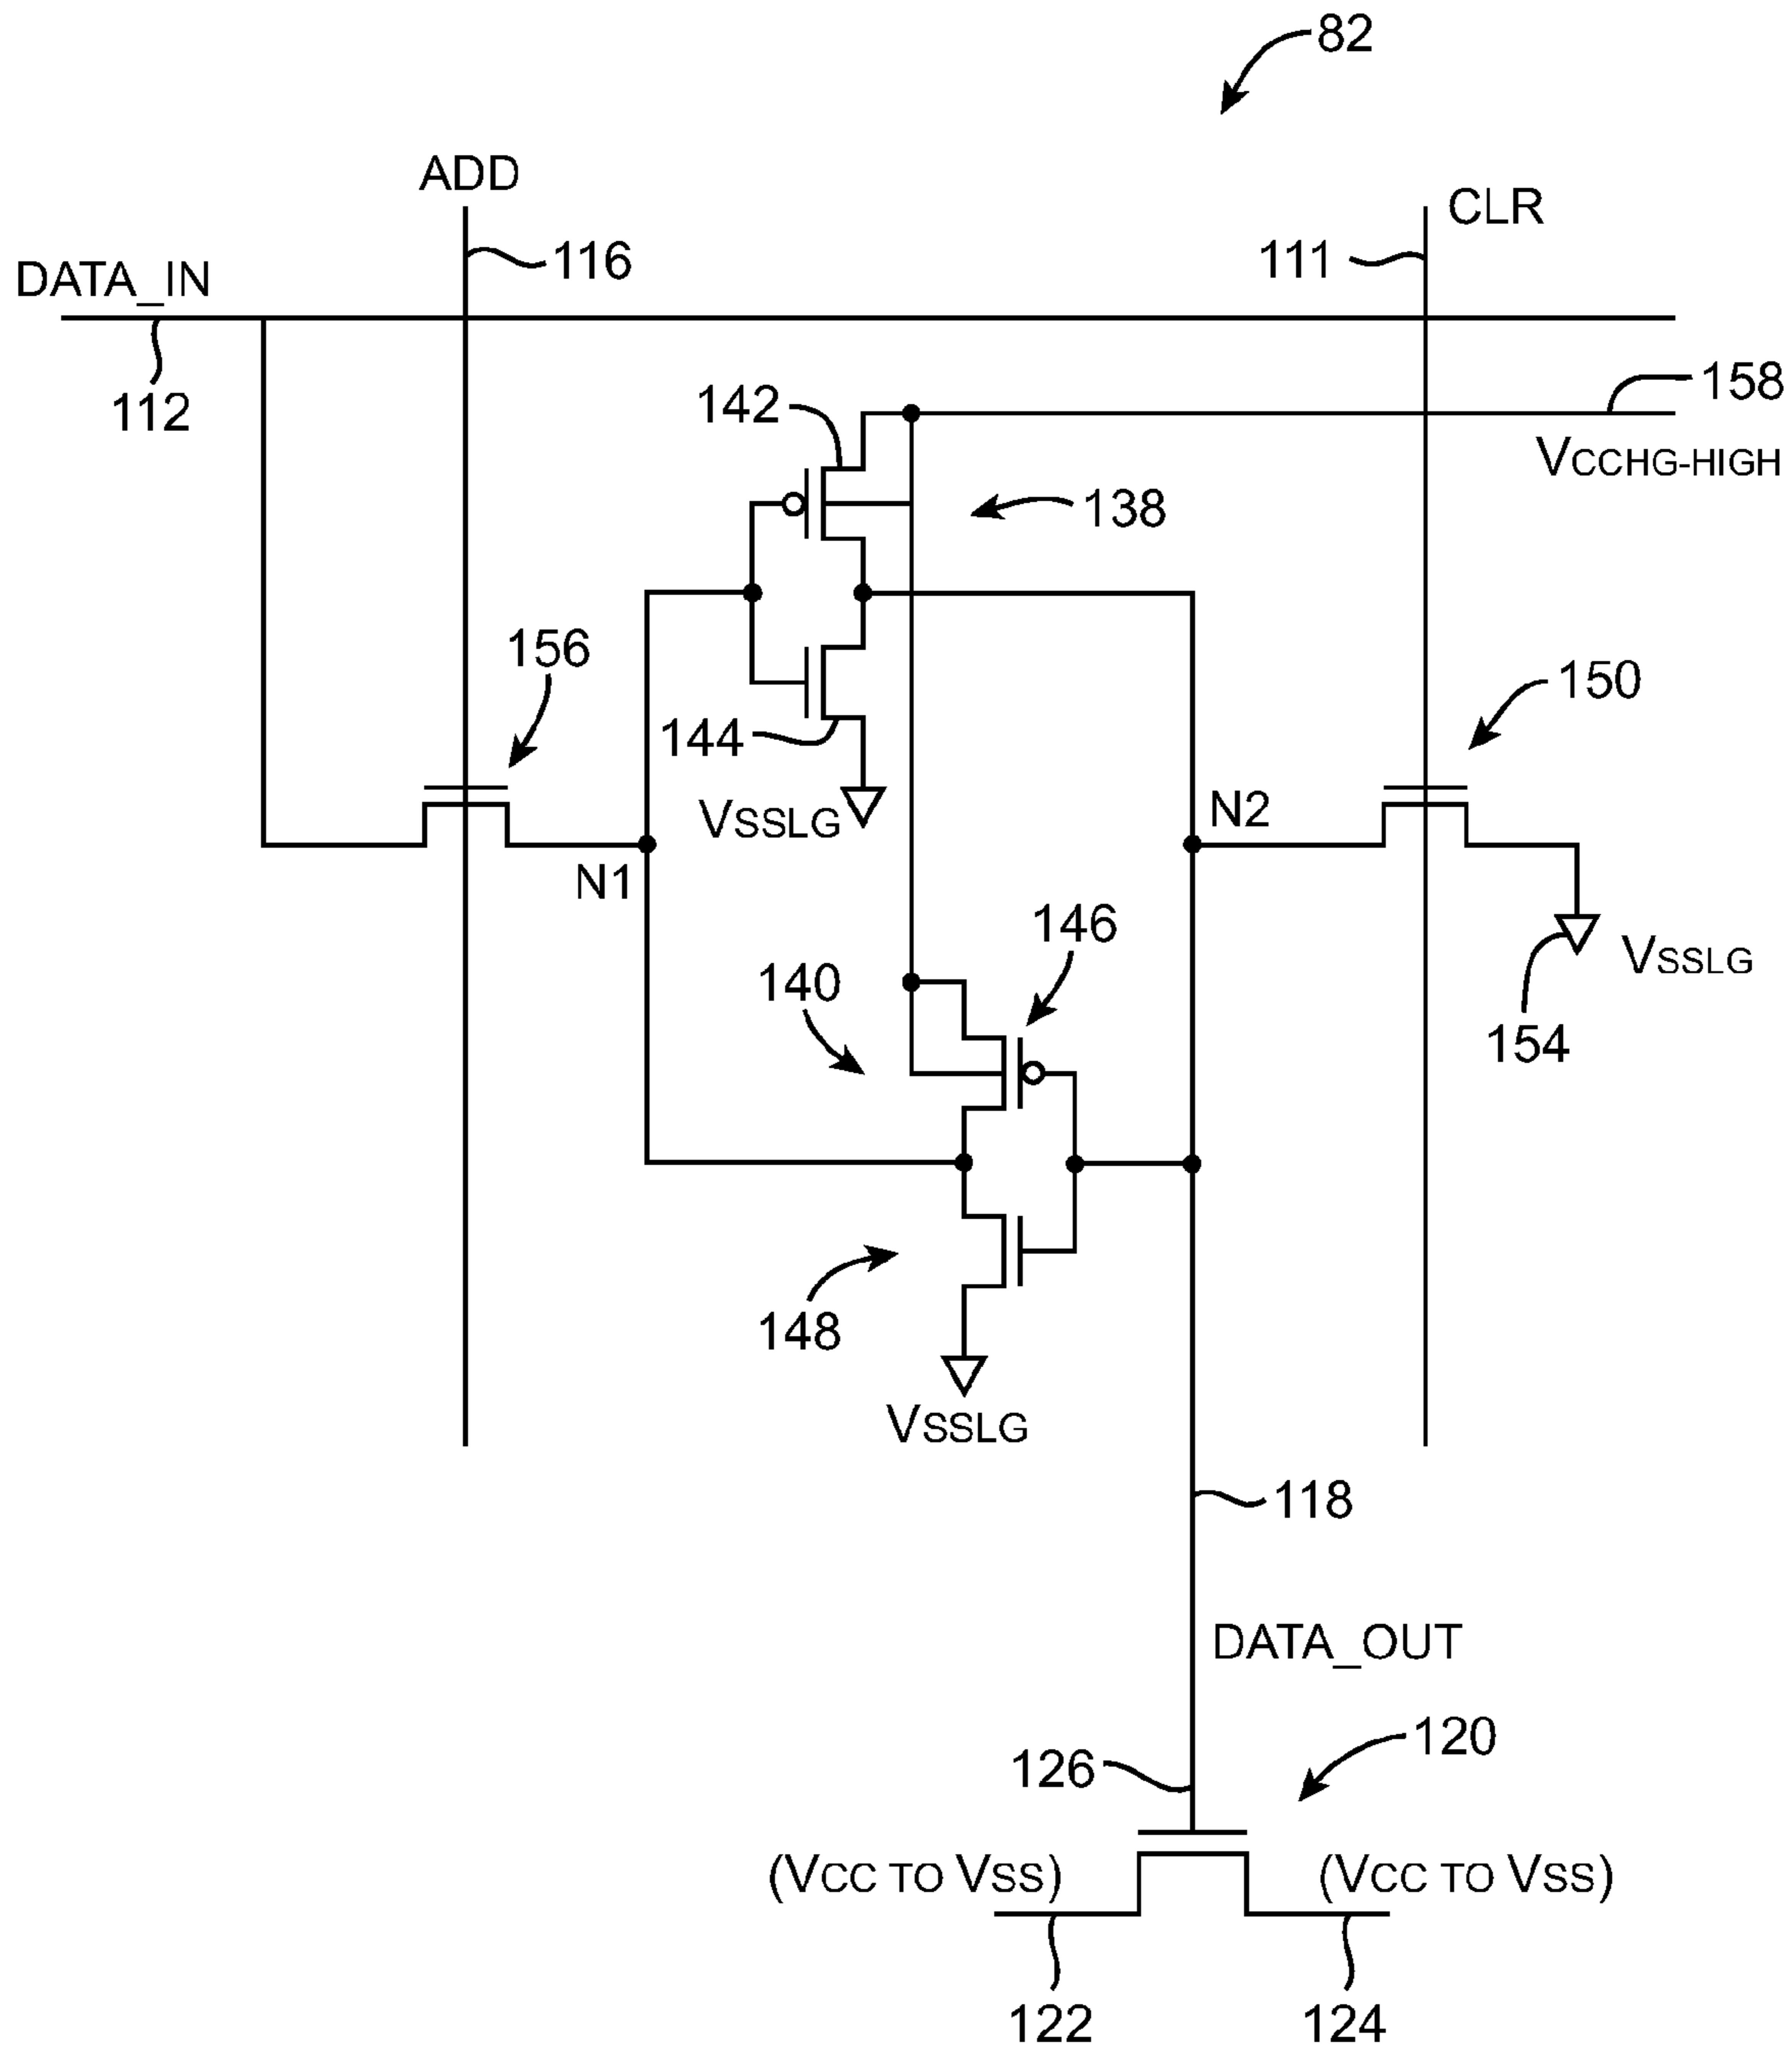 82
ADD
CLR
116
111
DATA_IN
158
142
112
VCCHG-HIGH
138
156
150
144
VSSLG
N2
N1
146
140
VSSLG
154
148
VSSLG
118
DATA_OUT
120
126
(VCC TO VSS)
(VCC TO VSS)
122
124